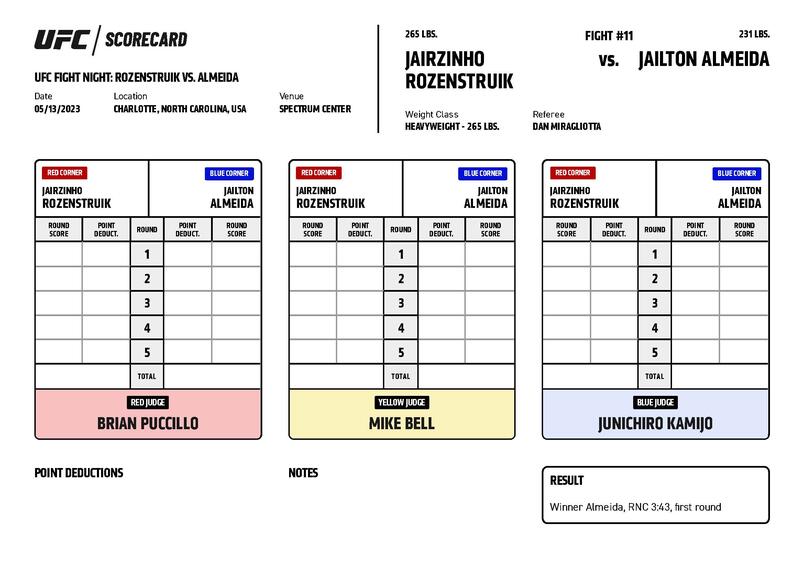 UFC / SCORECARD
UFC FIGHT NIGHT: ROZENSTRUIK VS. ALMEIDA
Date Location Venue
05/13/2023 CHARLOTTE, NORTH CAROLINA, USA SPECTRUM CENTER
265 LBS. FIGHT #11 231 LBS.
JAIRZINHO ROZENSTRUIK vs. JAILTON ALMEIDA
Weight Class Referee
HEAVYWEIGHT - 265 LBS. DAN MIRAGLIOTTA
RED CORNER BLUE CORNER
JAIRZINHO ROZENSTRUIK JAILTON ALMEIDA
ROUND SCORE POINT DEDUCT. ROUND POINT DEDUCT. ROUND SCORE
1
2
3
4
5
TOTAL
RED JUDGE
BRIAN PUCCILLO
RED CORNER BLUE CORNER
JAIRZINHO ROZENSTRUIK JAILTON ALMEIDA
ROUND SCORE POINT DEDUCT. ROUND POINT DEDUCT. ROUND SCORE
1
2
3
4
5
TOTAL
YELLOW JUDGE
MIKE BELL
RED CORNER BLUE CORNER
JAIRZINHO ROZENSTRUIK JAILTON ALMEIDA
ROUND SCORE POINT DEDUCT. ROUND POINT DEDUCT. ROUND SCORE
1
2
3
4
5
TOTAL
BLUE JUDGE
JUNICHIRO KAMIJO
POINT DEDUCTIONS
NOTES
RESULT
Winner Almeida, RNC 3:43, first round